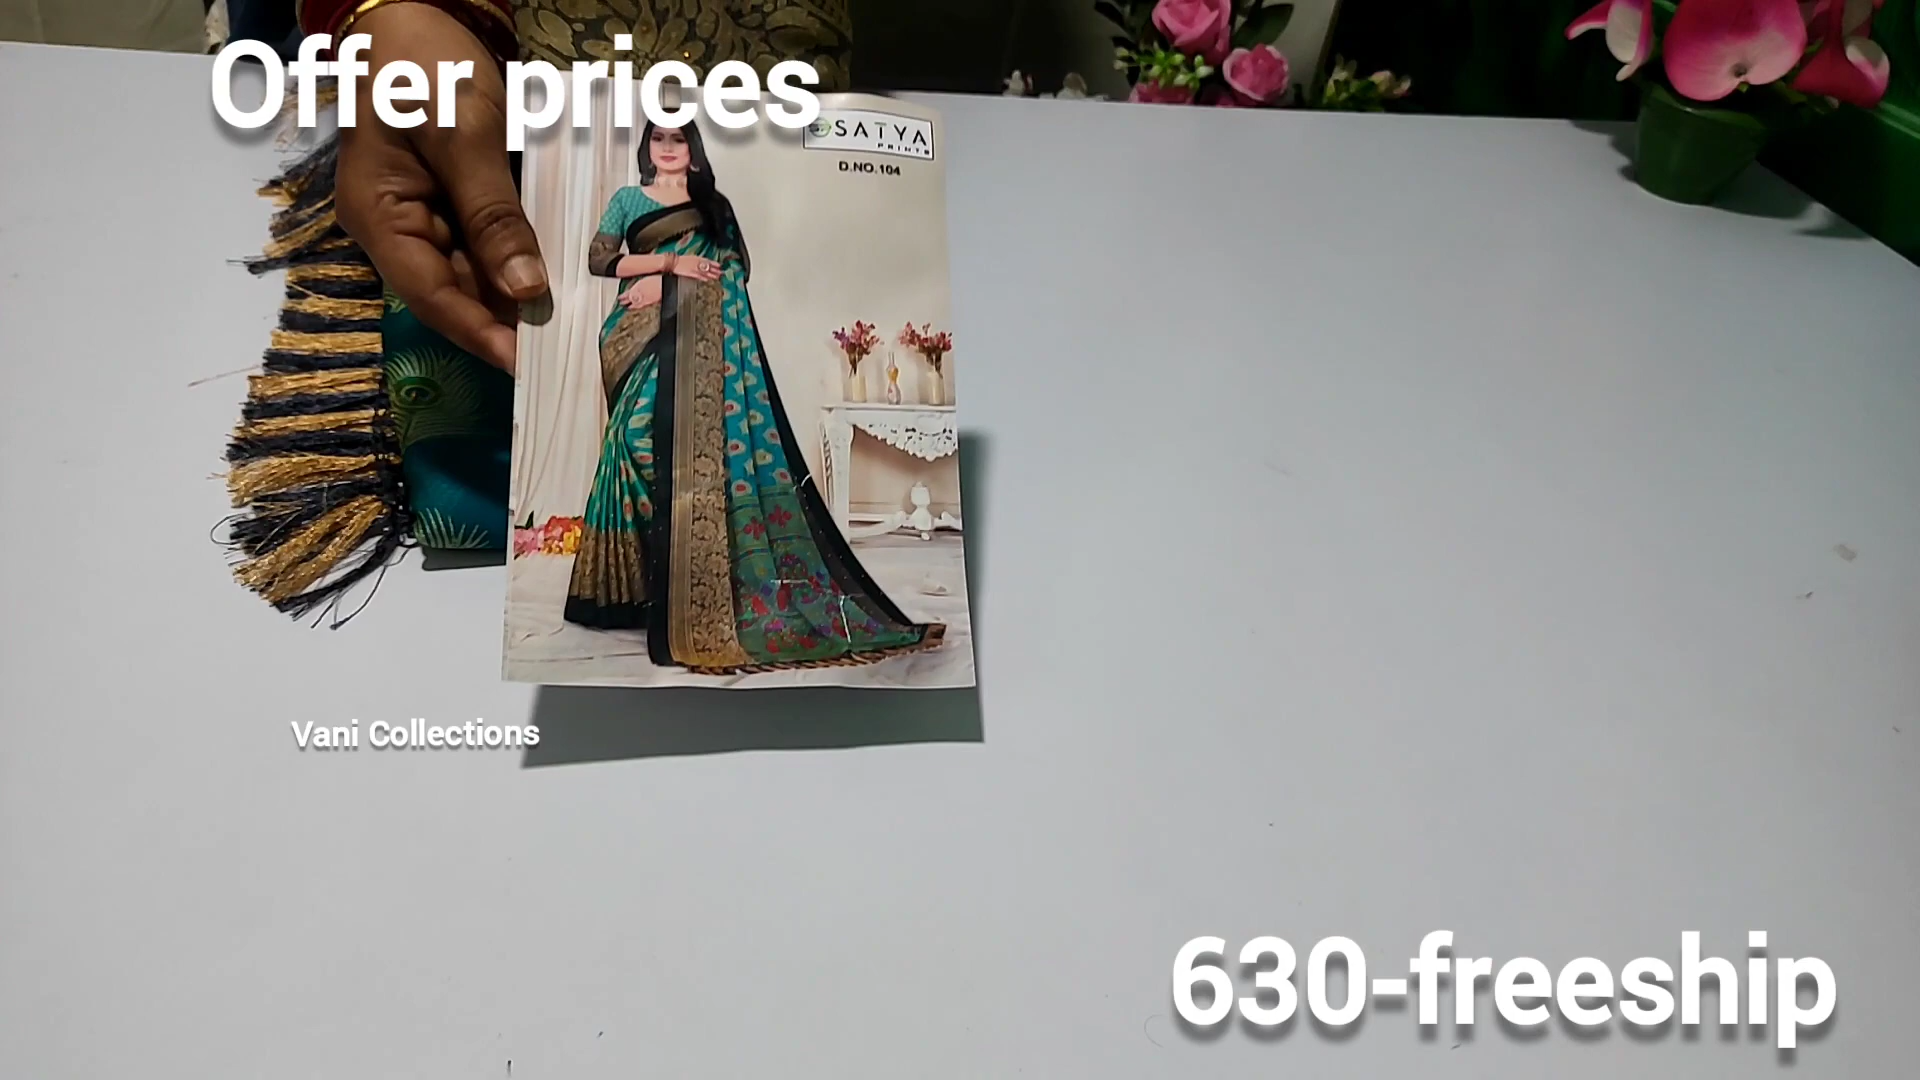 Offer prices
SATYA
PRINTS
D.NO.104
Vani Collections
630-freeship